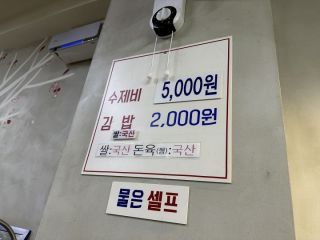 수제비 5,000원
김밥 2,000원
쌀:국산
쌀:국산 돈육(햄):국산
물은 셀프